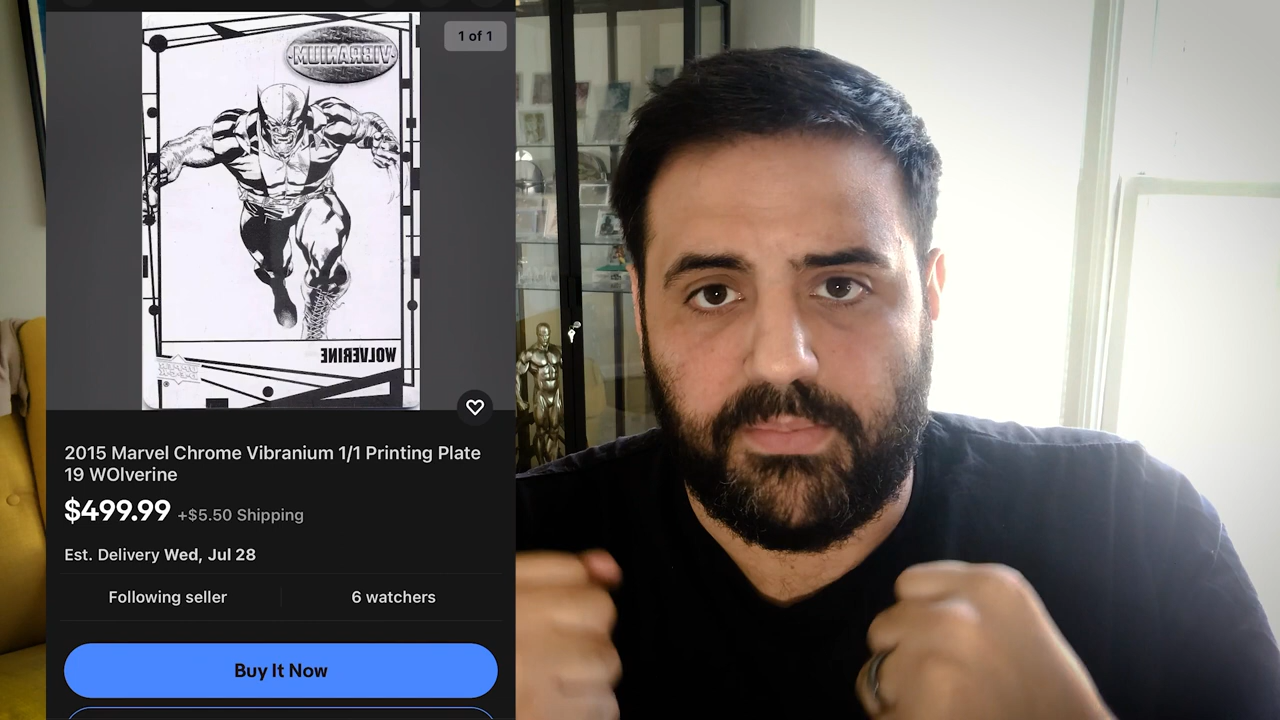 1 of 1
VIBRANIUM
WOLVERINE
2015 Marvel Chrome Vibranium 1/1 Printing Plate
19 WOlverine
$499.99 +$5.50 Shipping
Est. Delivery Wed, Jul 28
Following seller
6 watchers
Buy It Now